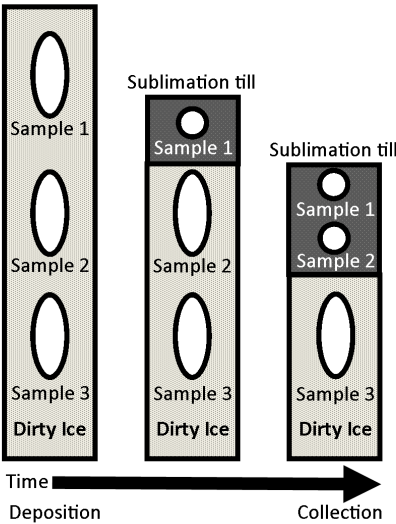 Sample 1
Sample 2
Sample 3
Dirty Ice
Sublimation till
Sample 1
Sample 2
Sample 3
Dirty Ice
Sublimation till
Sample 1
Sample 2
Sample 3
Dirty Ice
Time
Deposition
Collection